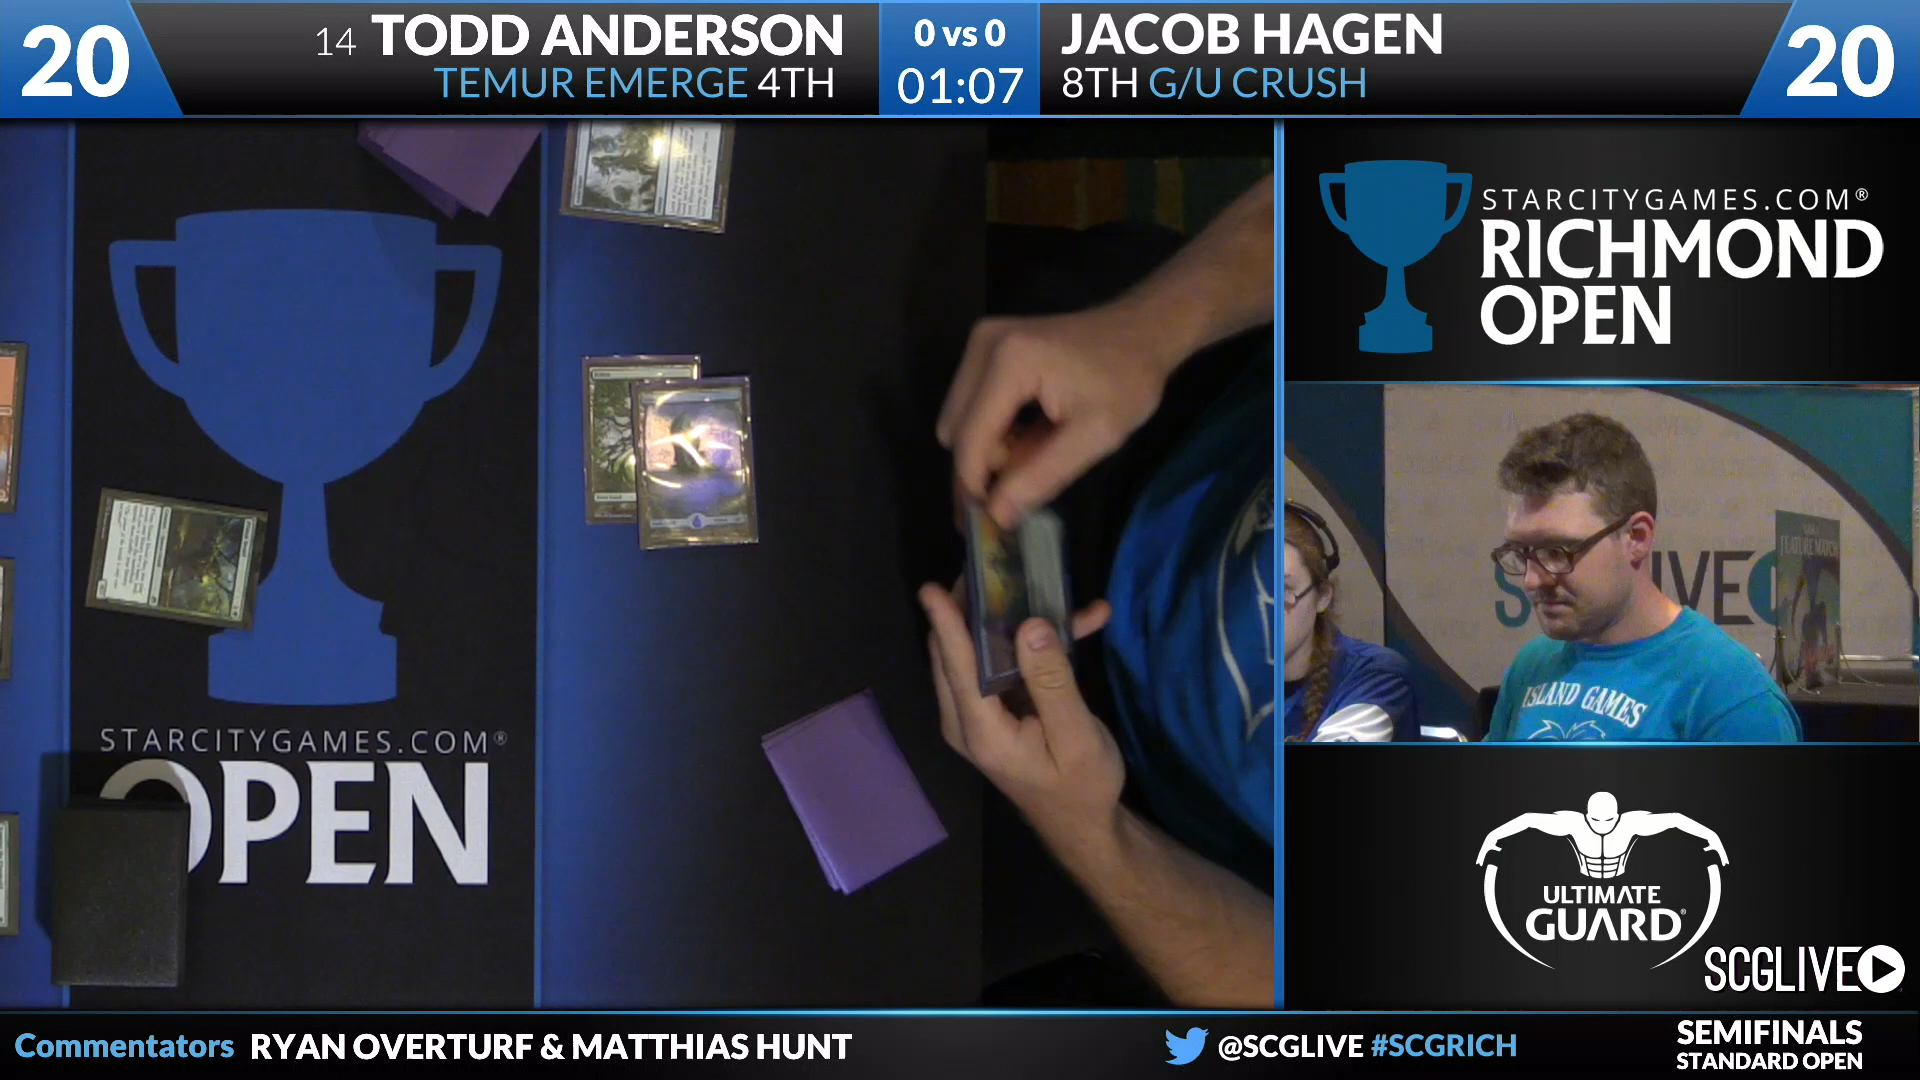 20
14 TODD ANDERSON
TEMUR EMERGE 4TH
0 vs 0
01:07
JACOB HAGEN
8TH G/U CRUSH
20
STARCITYGAMES.COM®
RICHMOND
OPEN
STARCITYGAMES.COM®
OPEN
FEATURE MATCH
ISLAND GAMES
ULTIMATE
GUARD®
SCGLIVE
Commentators RYAN OVERTURF & MATTHIAS HUNT
@SCGLIVE #SCGRICH
SEMIFINALS
STANDARD OPEN